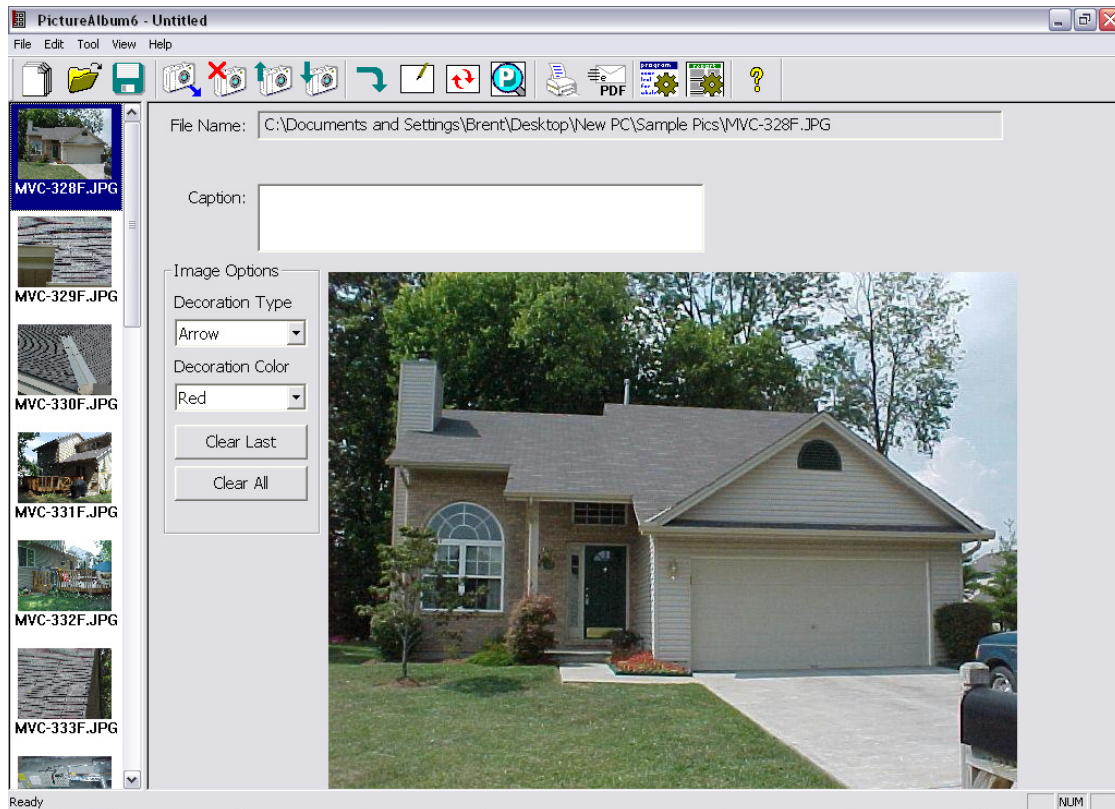 PictureAlbum6 - Untitled
File Edit Tool View Help
PDF
program
report
?
File Name: C:\Documents and Settings\Brent\Desktop\New PC\Sample Pics\MVC-328F.JPG
Caption:
Image Options
Decoration Type
Arrow
Decoration Color
Red
Clear Last
Clear All
MVC-328F.JPG
MVC-329F.JPG
MVC-330F.JPG
MVC-331F.JPG
MVC-332F.JPG
MVC-333F.JPG
Ready
NUM